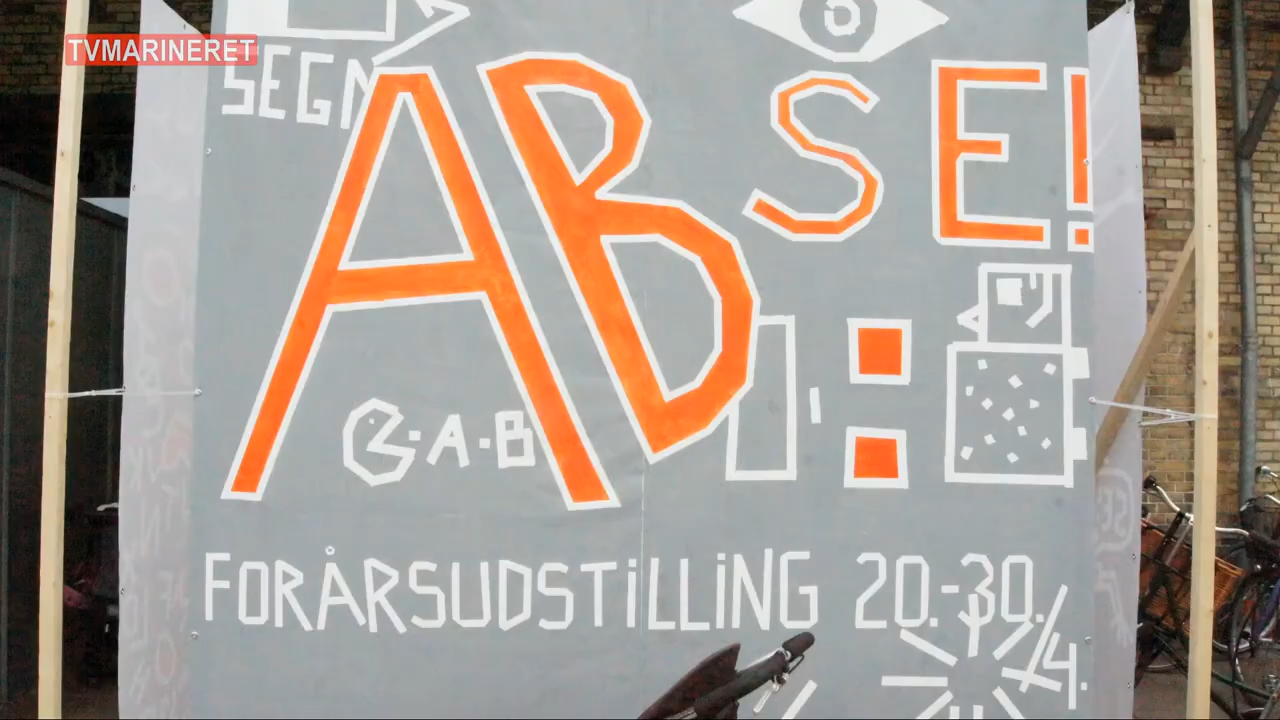 TVMARINERET
SEGN
AB SE!
G·A·B
FORÅRSUDSTiLLiNG 20.-30./4.